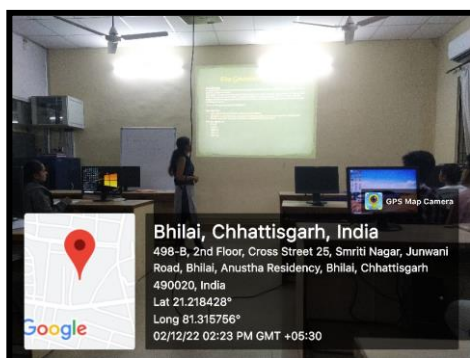 GPS Map Camera
Bhilai, Chhattisgarh, India
498-B, 2nd Floor, Cross Street 25, Smriti Nagar, Junwani
Road, Bhilai, Anustha Residency, Bhilai, Chhattisgarh
490020, India
Lat 21.218428°
Long 81.315756°
02/12/22 02:23 PM GMT +05:30
Google